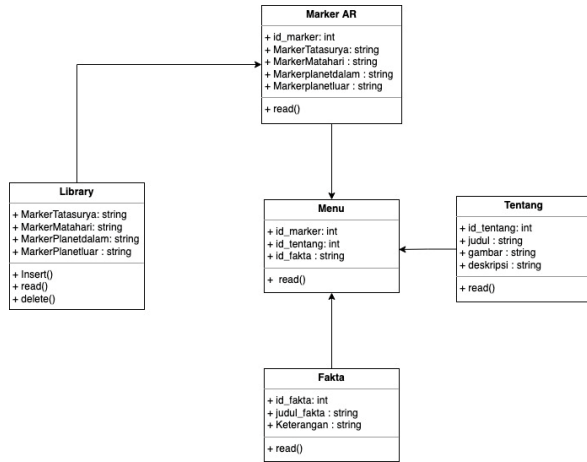 Marker AR
+ id_marker: int
+ MarkerTatasurya: string
+ MarkerMatahari: string
+ Markerplanetdalam : string
+ Markerplanetluar : string
+ read()
Library
+ MarkerTatasurya: string
+ MarkerMatahari: string
+ MarkerPlanetdalam: string
+ MarkerPlanetluar : string
+ Insert()
+ read()
+ delete()
Menu
+ id_marker: int
+ id_tentang: int
+ id_fakta : string
+ read()
Tentang
+ id_tentang: int
+ judul : string
+ gambar : string
+ deskripsi : string
+ read()
Fakta
+ id_fakta: int
+ judul_fakta : string
+ Keterangan : string
+ read()